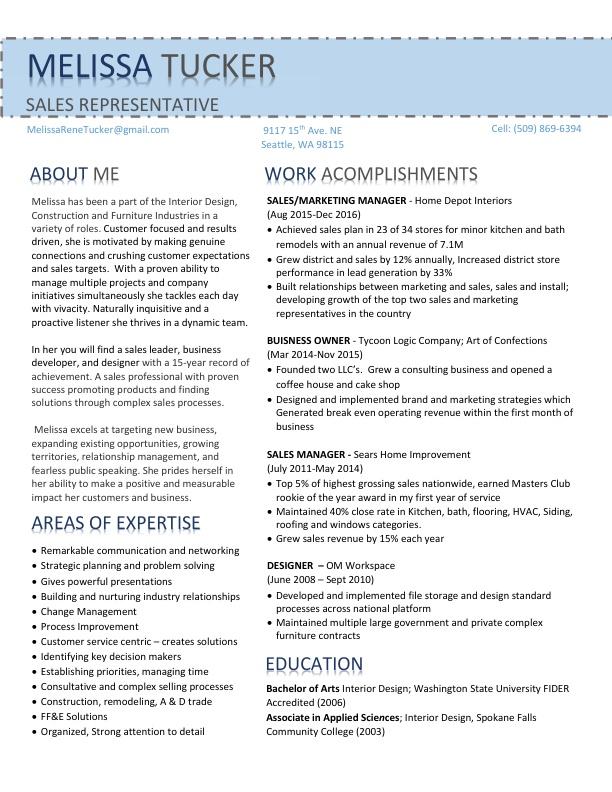 MELISSA TUCKER
SALES REPRESENTATIVE
MelissaReneTucker@gmail.com
9117 15th Ave. NE
Seattle, WA 98115
Cell: (509) 869-6394
ABOUT ME
Melissa has been a part of the Interior Design,
Construction and Furniture Industries in a
variety of roles. Customer focused and results
driven, she is motivated by making genuine
connections and crushing customer expectations
and sales targets.  With a proven ability to
manage multiple projects and company
initiatives simultaneously she tackles each day
with vivacity. Naturally inquisitive and a
proactive listener she thrives in a dynamic team.
In her you will find a sales leader, business
developer, and designer with a 15-year record of
achievement. A sales professional with proven
success promoting products and finding
solutions through complex sales processes.
Melissa excels at targeting new business,
expanding existing opportunities, growing
territories, relationship management, and
fearless public speaking. She prides herself in
her ability to make a positive and measurable
impact her customers and business.
AREAS OF EXPERTISE
• Remarkable communication and networking
• Strategic planning and problem solving
• Gives powerful presentations
• Building and nurturing industry relationships
• Change Management
• Process Improvement
• Customer service centric – creates solutions
• Identifying key decision makers
• Establishing priorities, managing time
• Consultative and complex selling processes
• Construction, remodeling, A & D trade
• FF&E Solutions
• Organized, Strong attention to detail
WORK ACOMPLISHMENTS
SALES/MARKETING MANAGER - Home Depot Interiors
(Aug 2015-Dec 2016)
• Achieved sales plan in 23 of 34 stores for minor kitchen and bath
remodels with an annual revenue of 7.1M
• Grew district and sales by 12% annually, Increased district store
performance in lead generation by 33%
• Built relationships between marketing and sales, sales and install;
developing growth of the top two sales and marketing
representatives in the country
BUISNESS OWNER - Tycoon Logic Company; Art of Confections
(Mar 2014-Nov 2015)
• Founded two LLC's.  Grew a consulting business and opened a
coffee house and cake shop
• Designed and implemented brand and marketing strategies which
Generated break even operating revenue within the first month of
business
SALES MANAGER - Sears Home Improvement
(July 2011-May 2014)
• Top 5% of highest grossing sales nationwide, earned Masters Club
rookie of the year award in my first year of service
• Maintained 40% close rate in Kitchen, bath, flooring, HVAC, Siding,
roofing and windows categories.
• Grew sales revenue by 15% each year
DESIGNER – OM Workspace
(June 2008 – Sept 2010)
• Developed and implemented file storage and design standard
processes across national platform
• Maintained multiple large government and private complex
furniture contracts
EDUCATION
Bachelor of Arts Interior Design; Washington State University FIDER
Accredited (2006)
Associate in Applied Sciences; Interior Design, Spokane Falls
Community College (2003)